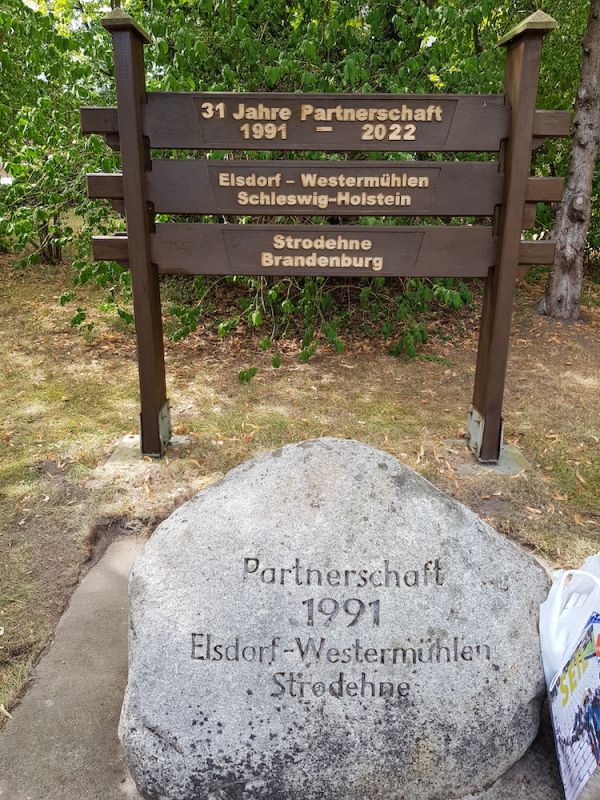 31 Jahre Partnerschaft
1991 – 2022
Elsdorf – Westermühlen
Schleswig-Holstein
Strodehne
Brandenburg
Partnerschaft
1991
Elsdorf-Westermühlen
Strodehne